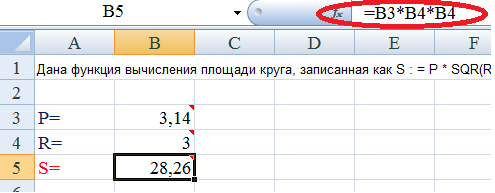 B5 fx =B3*B4*B4
A B C D E F
1 Дана функция вычисления площади круга, записанная как S : = P * SQR(R
2
3 P= 3,14
4 R= 3
5 S= 28,26